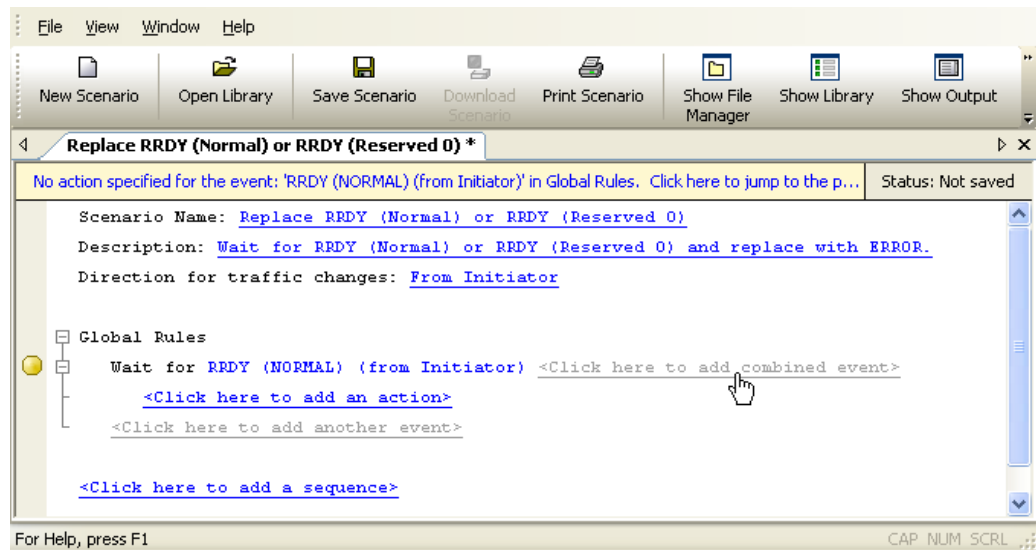 File View Window Help
New Scenario Open Library Save Scenario Download Scenario Print Scenario Show File Manager Show Library Show Output
Replace RRDY (Normal) or RRDY (Reserved 0) *
No action specified for the event: 'RRDY (NORMAL) (from Initiator)' in Global Rules. Click here to jump to the p... Status: Not saved
Scenario Name: Replace RRDY (Normal) or RRDY (Reserved 0)
Description: Wait for RRDY (Normal) or RRDY (Reserved 0) and replace with ERROR.
Direction for traffic changes: From Initiator
Global Rules
Wait for RRDY (NORMAL) (from Initiator) <Click here to add combined event>
<Click here to add an action>
<Click here to add another event>
<Click here to add a sequence>
For Help, press F1 CAP NUM SCRL